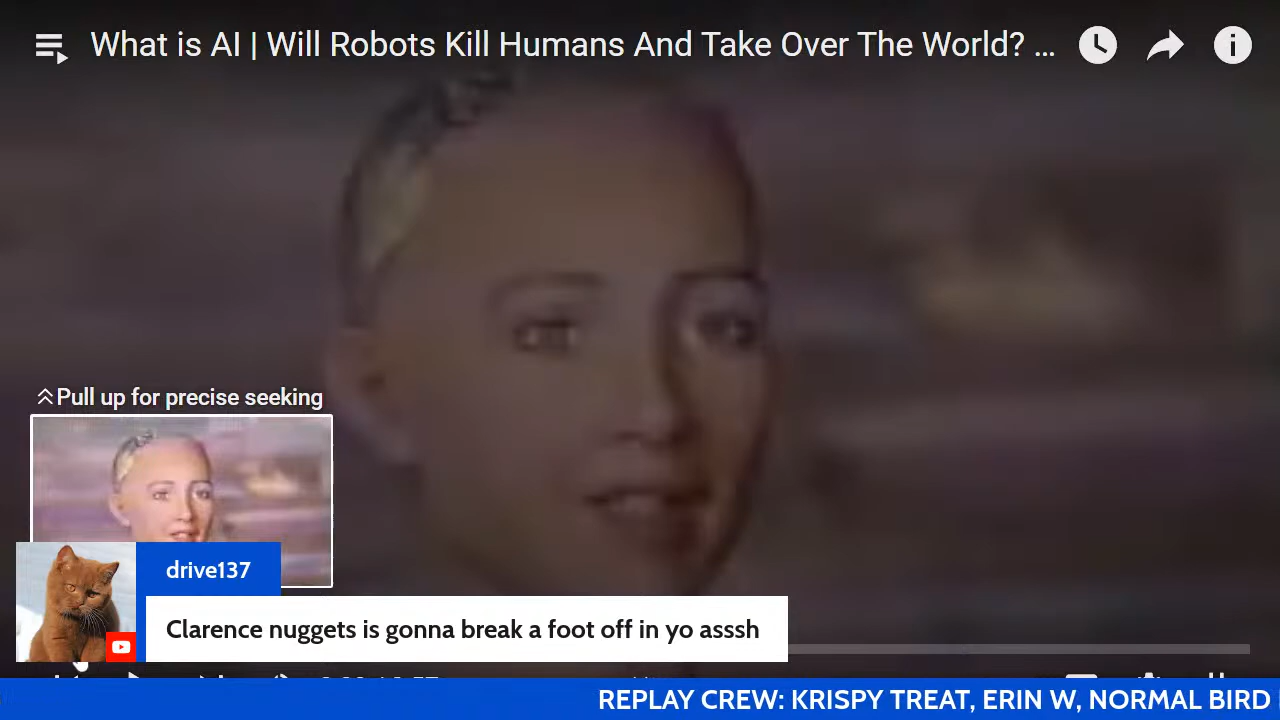 What is AI | Will Robots Kill Humans And Take Over The World? ...
Pull up for precise seeking
drive137
Clarence nuggets is gonna break a foot off in yo asssh
REPLAY CREW: KRISPY TREAT, ERIN W, NORMAL BIRD